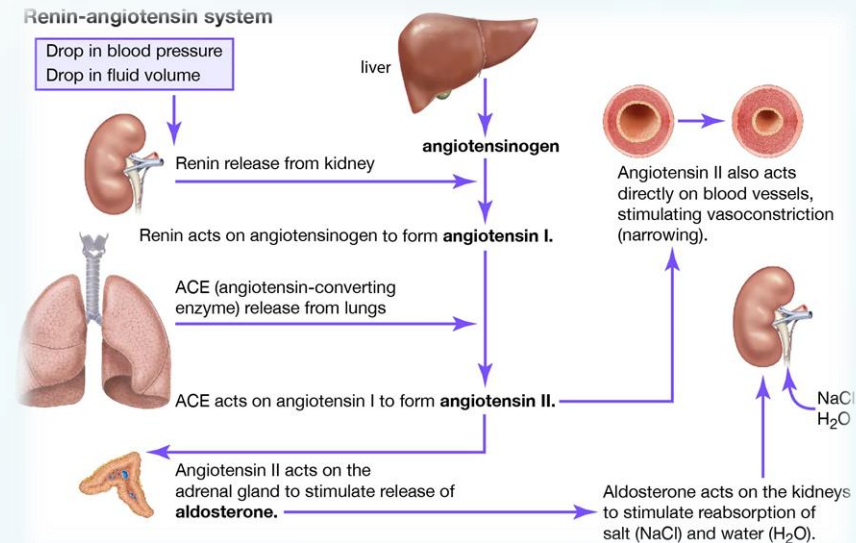 Renin-angiotensin system
Drop in blood pressure
Drop in fluid volume
liver
angiotensinogen
Renin release from kidney
Renin acts on angiotensinogen to form angiotensin I.
ACE (angiotensin-converting
enzyme) release from lungs
ACE acts on angiotensin I to form angiotensin II.
Angiotensin II also acts
directly on blood vessels,
stimulating vasoconstriction
(narrowing).
Angiotensin II acts on the
adrenal gland to stimulate release of
aldosterone.
NaCl
H₂O
Aldosterone acts on the kidneys
to stimulate reabsorption of
salt (NaCl) and water (H₂O).